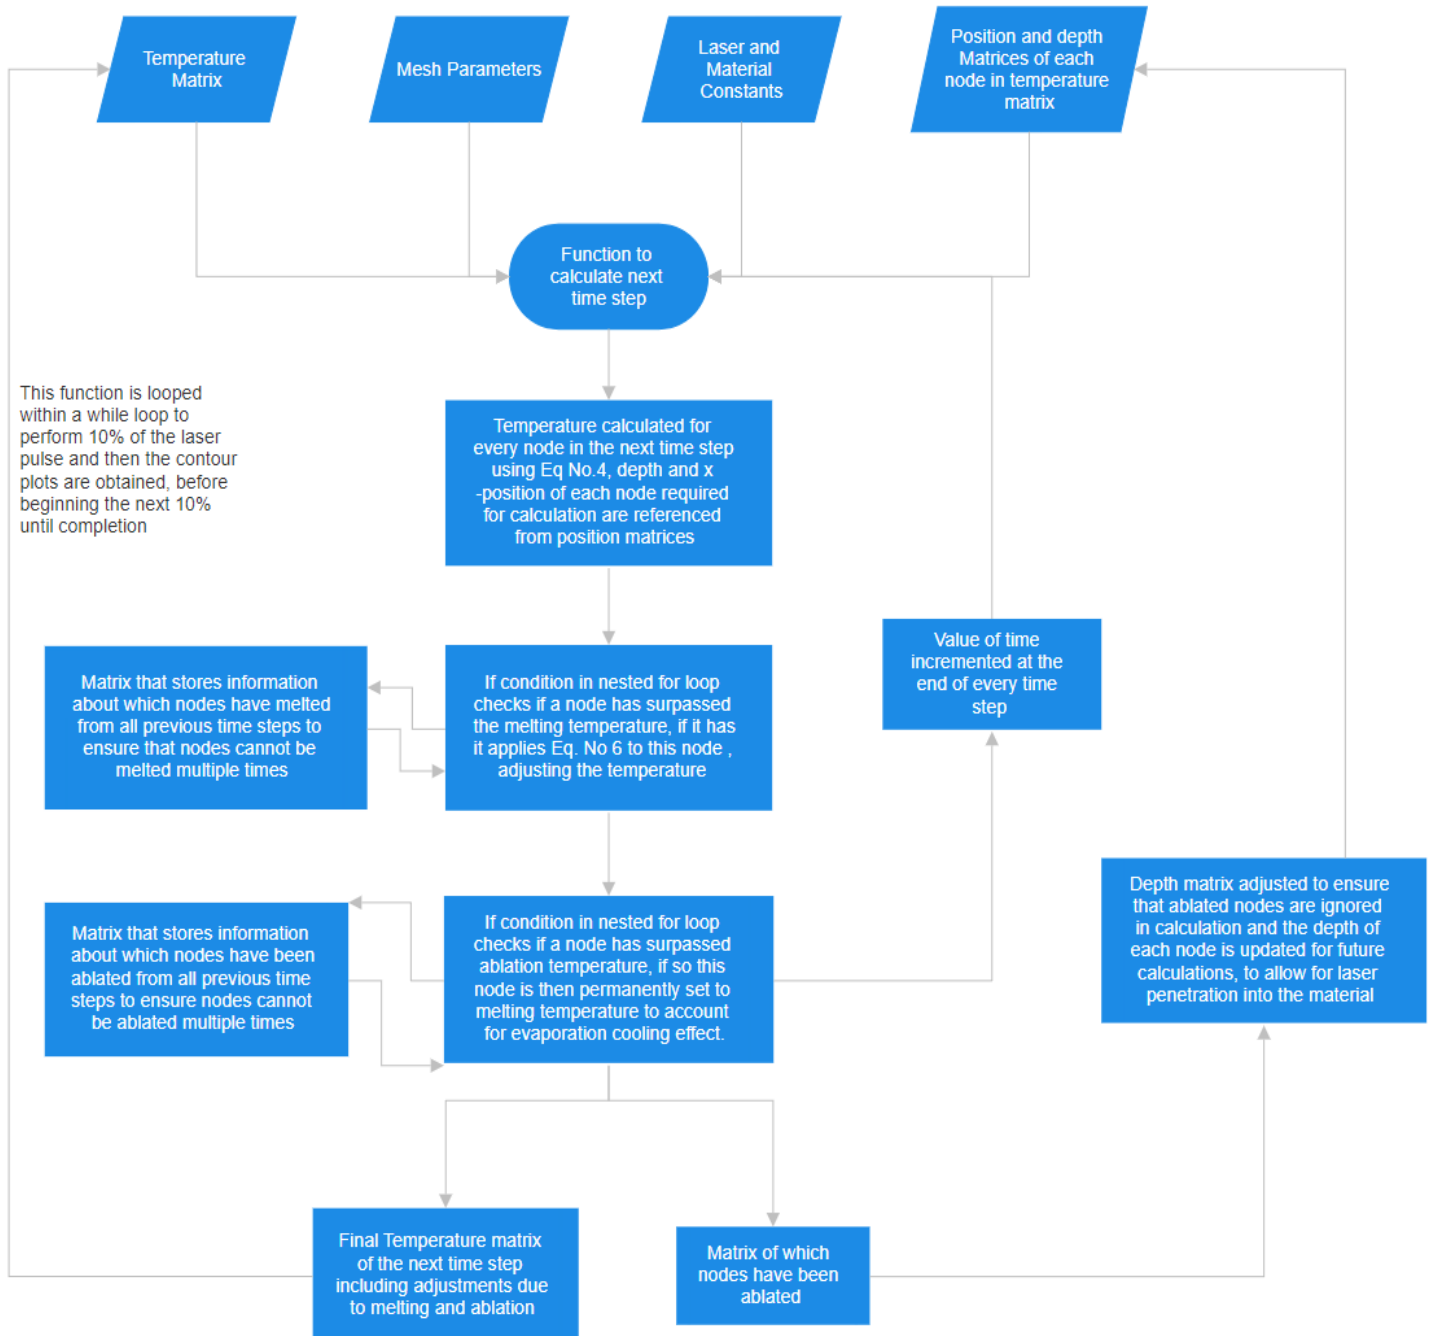 Temperature
Matrix
Mesh Parameters
Laser and
Material
Constants
Position and depth
Matrices of each
node in temperature
matrix
Function to
calculate next
time step
This function is looped
within a while loop to
perform 10% of the laser
pulse and then the contour
plots are obtained, before
beginning the next 10%
until completion
Temperature calculated for
every node in the next time step
using Eq No.4, depth and x
-position of each node required
for calculation are referenced
from position matrices
Value of time
incremented at the
end of every time
step
Matrix that stores information
about which nodes have melted
from all previous time steps to
ensure that nodes cannot be
melted multiple times
If condition in nested for loop
checks if a node has surpassed
the melting temperature, if it has
it applies Eq. No 6 to this node ,
adjusting the temperature
Depth matrix adjusted to ensure
that ablated nodes are ignored
in calculation and the depth of
each node is updated for future
calculations, to allow for laser
penetration into the material
Matrix that stores information
about which nodes have been
ablated from all previous time
steps to ensure nodes cannot
be ablated multiple times
If condition in nested for loop
checks if a node has surpassed
ablation temperature, if so this
node is then permanently set to
melting temperature to account
for evaporation cooling effect.
Final Temperature matrix
of the next time step
including adjustments due
to melting and ablation
Matrix of which
nodes have been
ablated